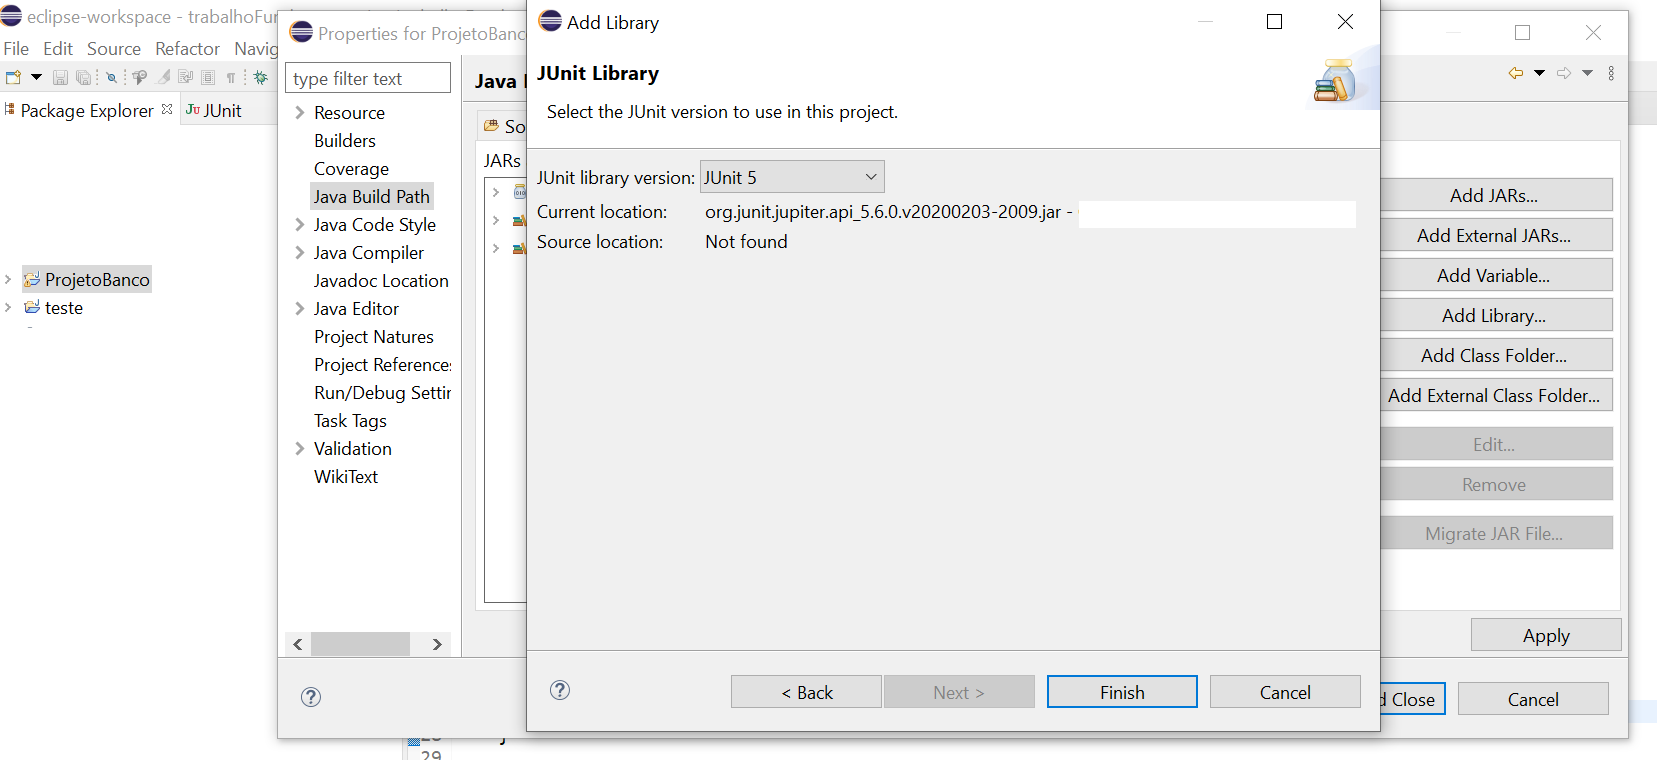 eclipse-workspace - trabalhoFu
File Edit Source Refactor Navig
Package Explorer
JUnit
ProjetoBanco
teste
Properties for ProjetoBanc
type filter text
Resource
Builders
Coverage
Java Build Path
Java Code Style
Java Compiler
Javadoc Location
Java Editor
Project Natures
Project References
Run/Debug Settin
Task Tags
Validation
WikiText
Java
So
JARs
Add Library
JUnit Library
Select the JUnit version to use in this project.
JUnit library version: JUnit 5
Current location: org.junit.jupiter.api_5.6.0.v20200203-2009.jar -
Source location: Not found
< Back Next > Finish Cancel
Add JARs...
Add External JARs...
Add Variable...
Add Library...
Add Class Folder...
Add External Class Folder...
Edit...
Remove
Migrate JAR File...
Apply
d Close Cancel
29